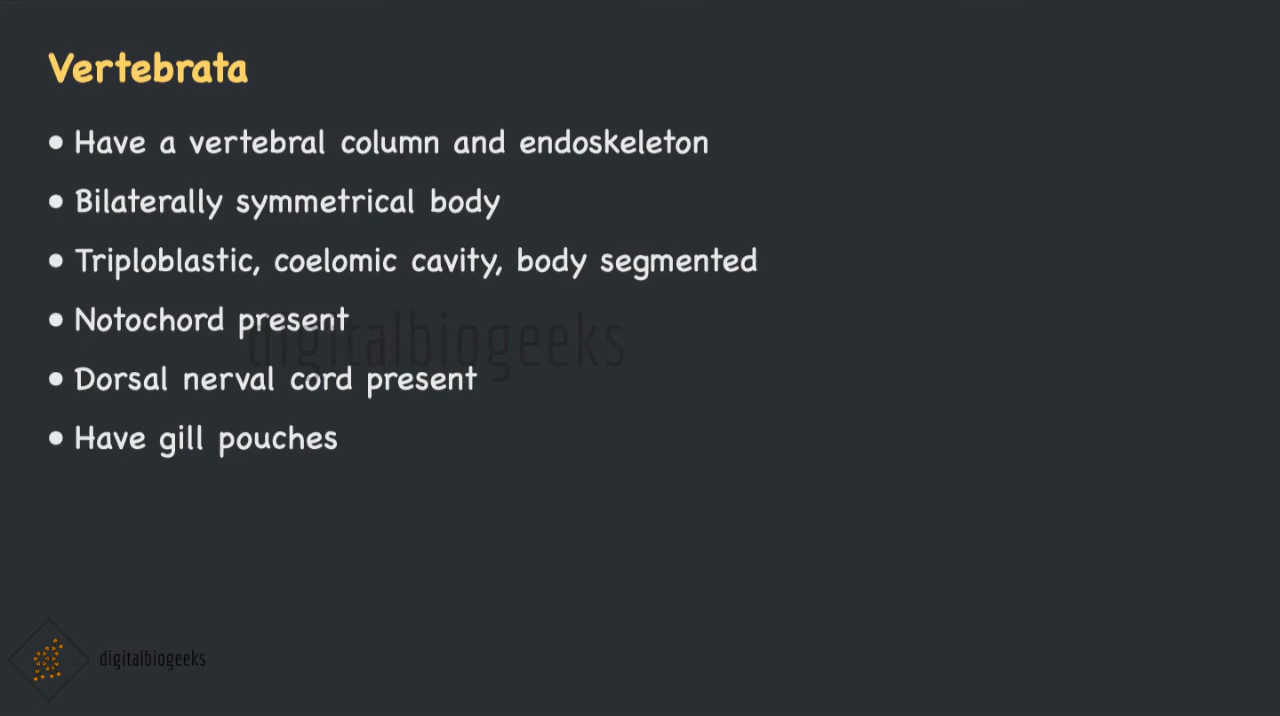 Vertebrata
• Have a vertebral column and endoskeleton
• Bilaterally symmetrical body
• Triploblastic, coelomic cavity, body segmented
• Notochord present
digitalbiogeeks
• Dorsal nerval cord present
• Have gill pouches
digitalbiogeeks